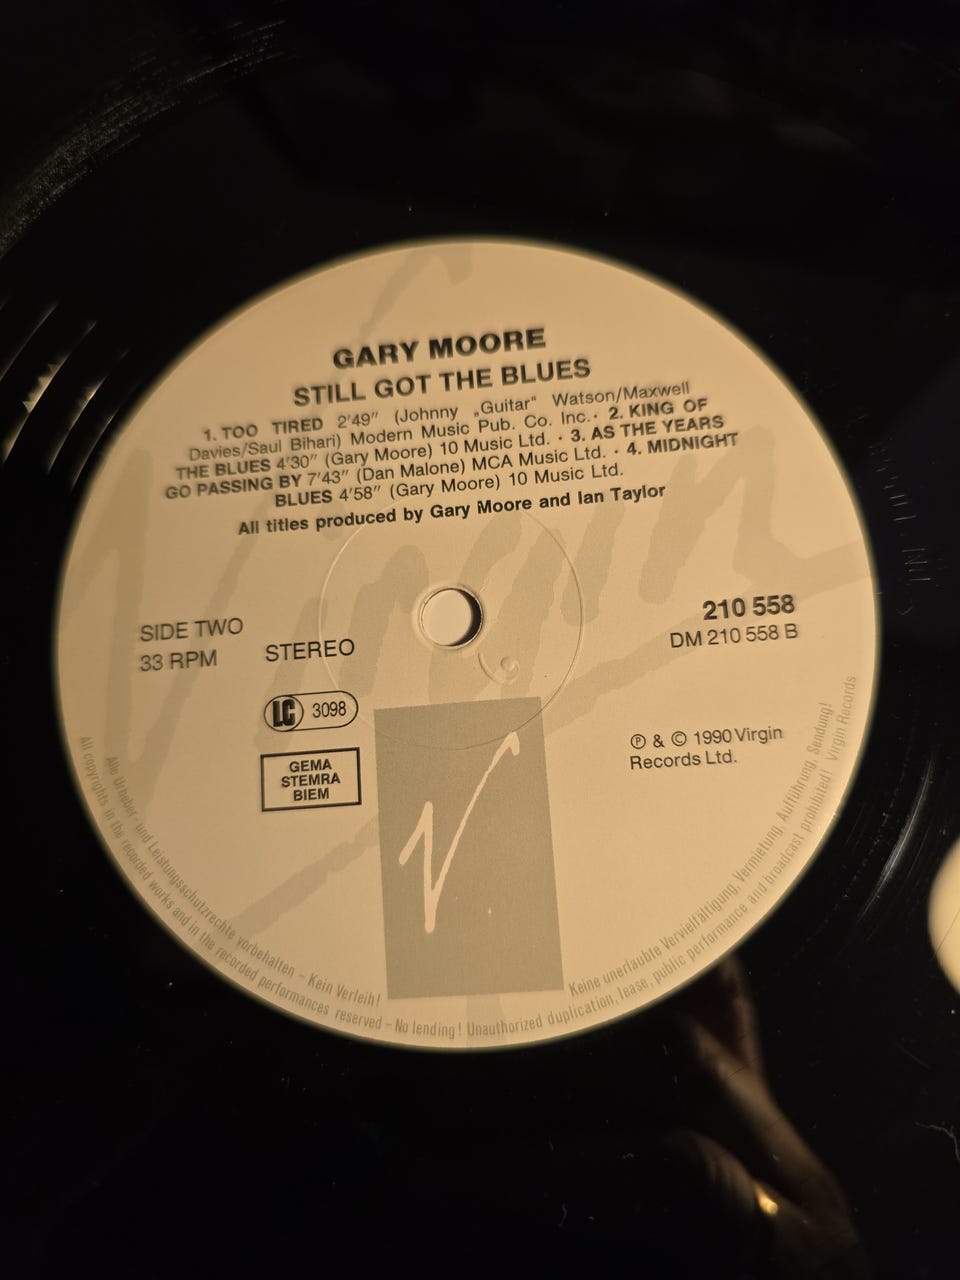 GARY MOORE
STILL GOT THE BLUES
1. TOO TIRED 2'49" (Johnny „Guitar" Watson/Maxwell
Davies/Saul Bihari) Modern Music Pub. Co. Inc. · 2. KING OF
THE BLUES 4'30" (Gary Moore) 10 Music Ltd. · 3. AS THE YEARS
GO PASSING BY 7'43" (Dan Malone) MCA Music Ltd. · 4. MIDNIGHT
BLUES 4'58" (Gary Moore) 10 Music Ltd.
All titles produced by Gary Moore and Ian Taylor
Virgin
SIDE TWO
33 RPM
STEREO
210 558
DM 210 558 B
LC 3098
GEMA
STEMRA
BIEM
℗ & © 1990 Virgin
Records Ltd.
V
Alle Urheber- und Leistungsschutzrechte vorbehalten – Kein Verleih! Keine unerlaubte Vervielfältigung, Vermietung, Aufführung, Sendung!
All copyrights in the recorded works and in the recorded performances reserved – No lending! Unauthorized duplication, lease, public performance and broadcast prohibited! Virgin Records